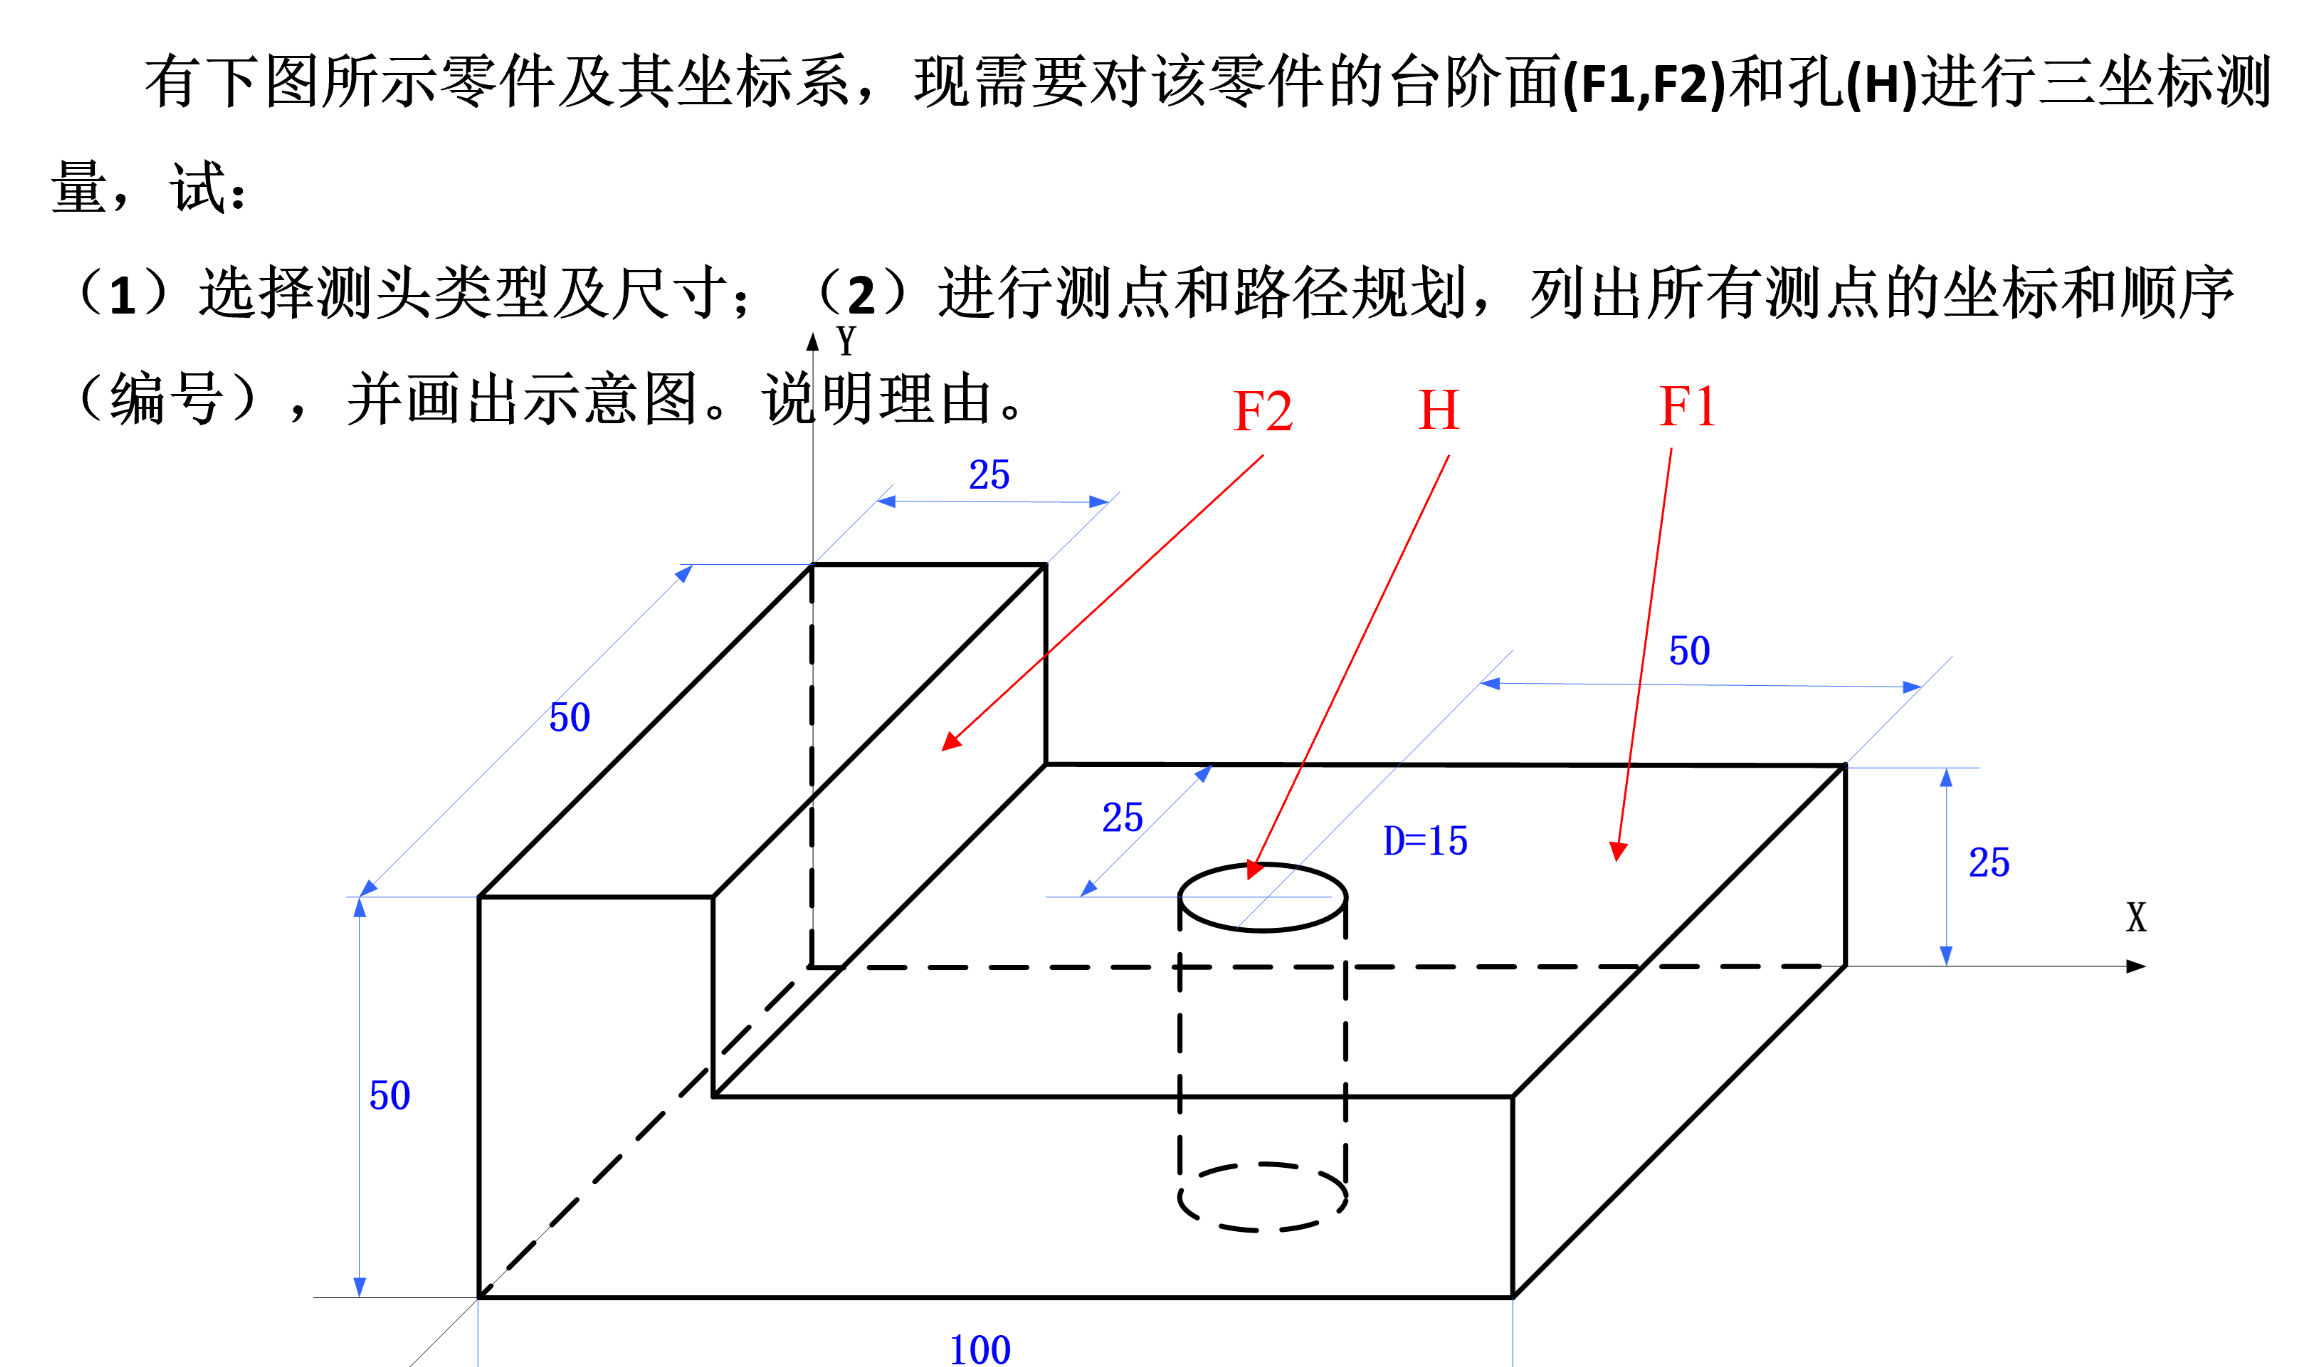 有下图所示零件及其坐标系，现需要对该零件的台阶面(F1,F2)和孔(H)进行三坐标测
量，试：
（1）选择测头类型及尺寸；（2）进行测点和路径规划，列出所有测点的坐标和顺序
（编号），并画出示意图。说明理由。
Y
F2
H
F1
25
50
50
25
D=15
25
X
50
100